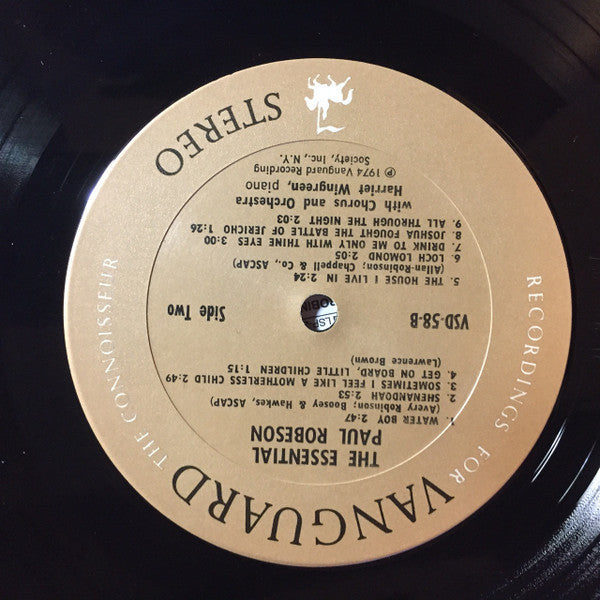 VANGUARD
RECORDINGS FOR THE CONNOISSEUR
THE ESSENTIAL
PAUL ROBESON
1. WATER BOY 2:47
(Avery Robinson; Boosey & Hawkes, ASCAP)
2. SHENANDOAH 2:53
3. SOMETIMES I FEEL LIKE A MOTHERLESS CHILD 2:49
4. GET ON BOARD, LITTLE CHILDREN 1:15
(Lawrence Brown)
VSD-58-B
Side Two
5. THE HOUSE I LIVE IN 2:24
(Allan-Robinson; Chappell & Co., ASCAP)
6. LOCH LOMOND 2:05
7. DRINK TO ME ONLY WITH THINE EYES 3:00
8. JOSHUA FOUGHT THE BATTLE OF JERICHO 1:26
9. ALL THROUGH THE NIGHT 2:03
with Chorus and Orchestra
Harriet Wingreen, piano
℗ 1974 Vanguard Recording
Society, Inc., N.Y.
STEREO